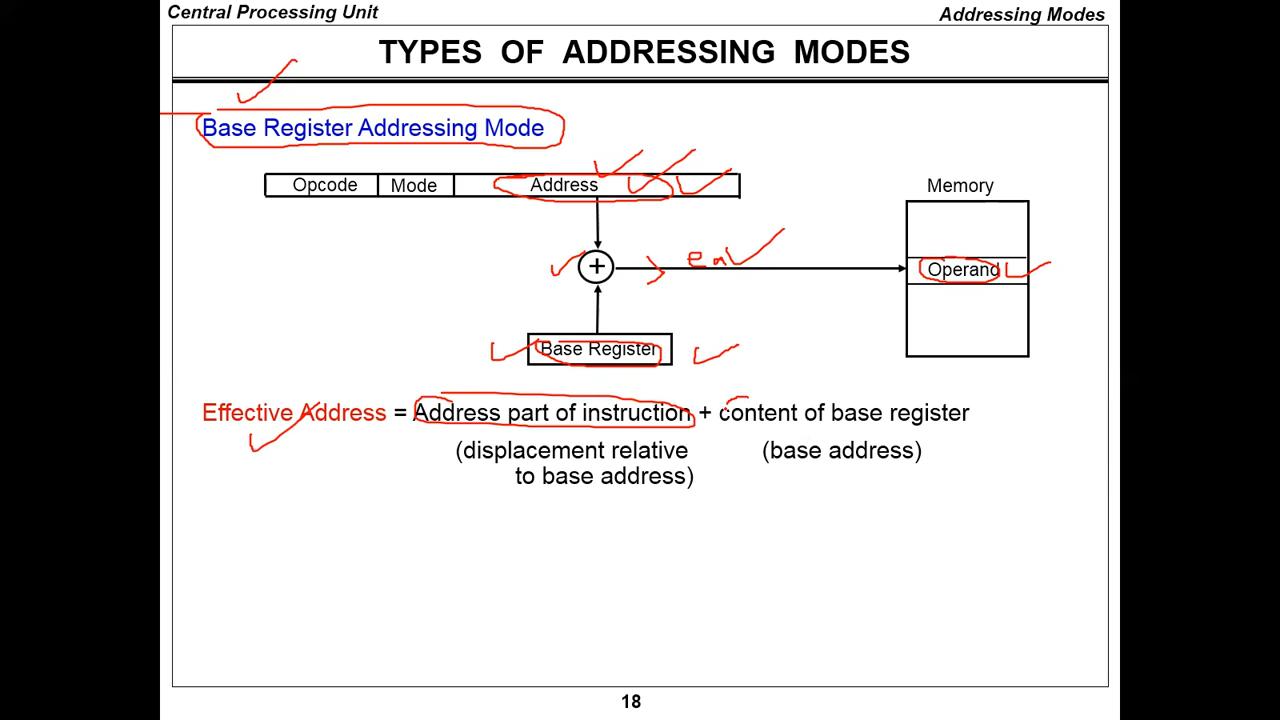 Central Processing Unit
Addressing Modes
TYPES OF ADDRESSING MODES
Base Register Addressing Mode
Opcode Mode Address
Memory
+
Operand
Base Register
Effective Address = Address part of instruction + content of base register
(displacement relative (base address)
to base address)
18